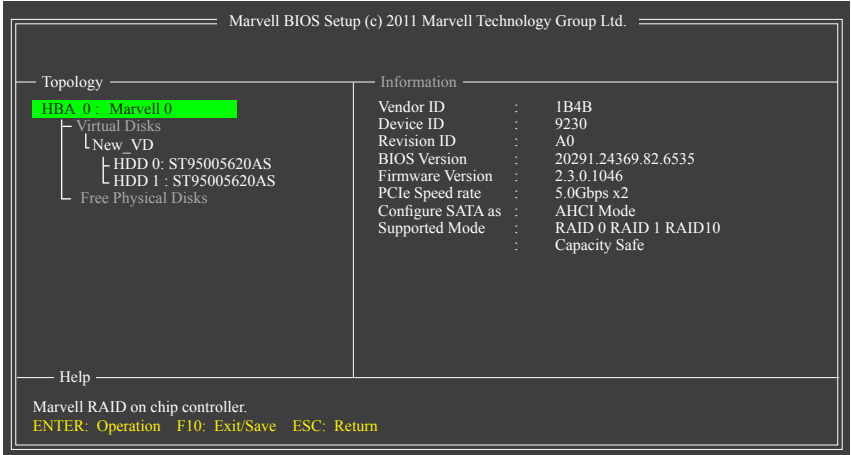 Marvell BIOS Setup (c) 2011 Marvell Technology Group Ltd.
Topology
HBA 0 : Marvell 0
Virtual Disks
New_VD
HDD 0: ST95005620AS
HDD 1 : ST95005620AS
Free Physical Disks
Information
Vendor ID : 1B4B
Device ID : 9230
Revision ID : A0
BIOS Version : 20291.24369.82.6535
Firmware Version : 2.3.0.1046
PCIe Speed rate : 5.0Gbps x2
Configure SATA as : AHCI Mode
Supported Mode : RAID 0 RAID 1 RAID10
: Capacity Safe
Help
Marvell RAID on chip controller.
ENTER: Operation F10: Exit/Save ESC: Return